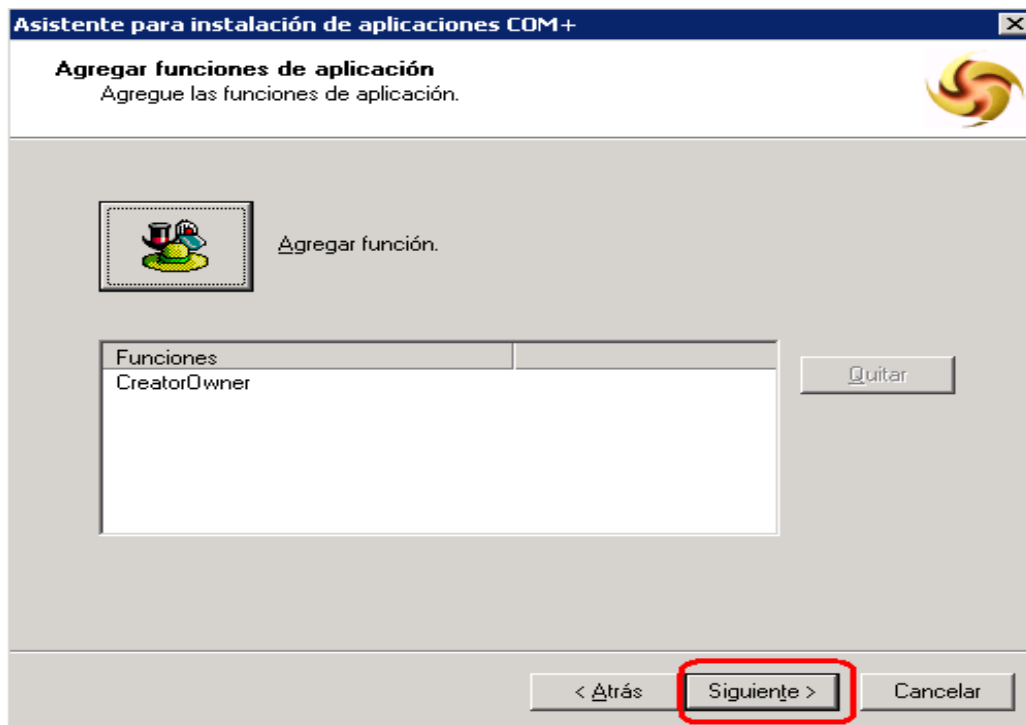 Asistente para instalación de aplicaciones COM+
Agregar funciones de aplicación
Agregue las funciones de aplicación.
Agregar función.
Funciones
CreatorOwner
Quitar
< Atrás
Siguiente >
Cancelar